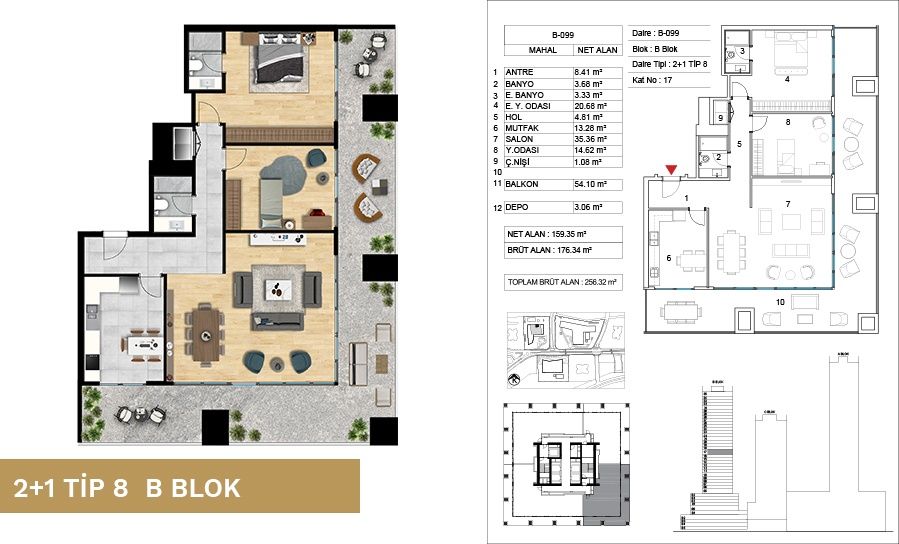 2+1 TİP 8 B BLOK
B-099
MAHAL NET ALAN
1 ANTRE 8.41 m²
2 BANYO 3.68 m²
3 E. BANYO 3.33 m²
4 E. Y. ODASI 20.68 m²
5 HOL 4.81 m²
6 MUTFAK 13.28 m²
7 SALON 35.36 m²
8 Y.ODASI 14.62 m²
9 Ç.NİŞİ 1.08 m²
10
11 BALKON 54.10 m²
12 DEPO 3.06 m²
NET ALAN : 159.35 m²
BRÜT ALAN : 176.34 m²
TOPLAM BRÜT ALAN : 256.32 m²
Daire : B-099
Blok : B Blok
Daire Tipi : 2+1 TİP 8
Kat No : 17
3
4
9
8
5
2
1
7
6
10
A BLOK
B BLOK
C BLOK